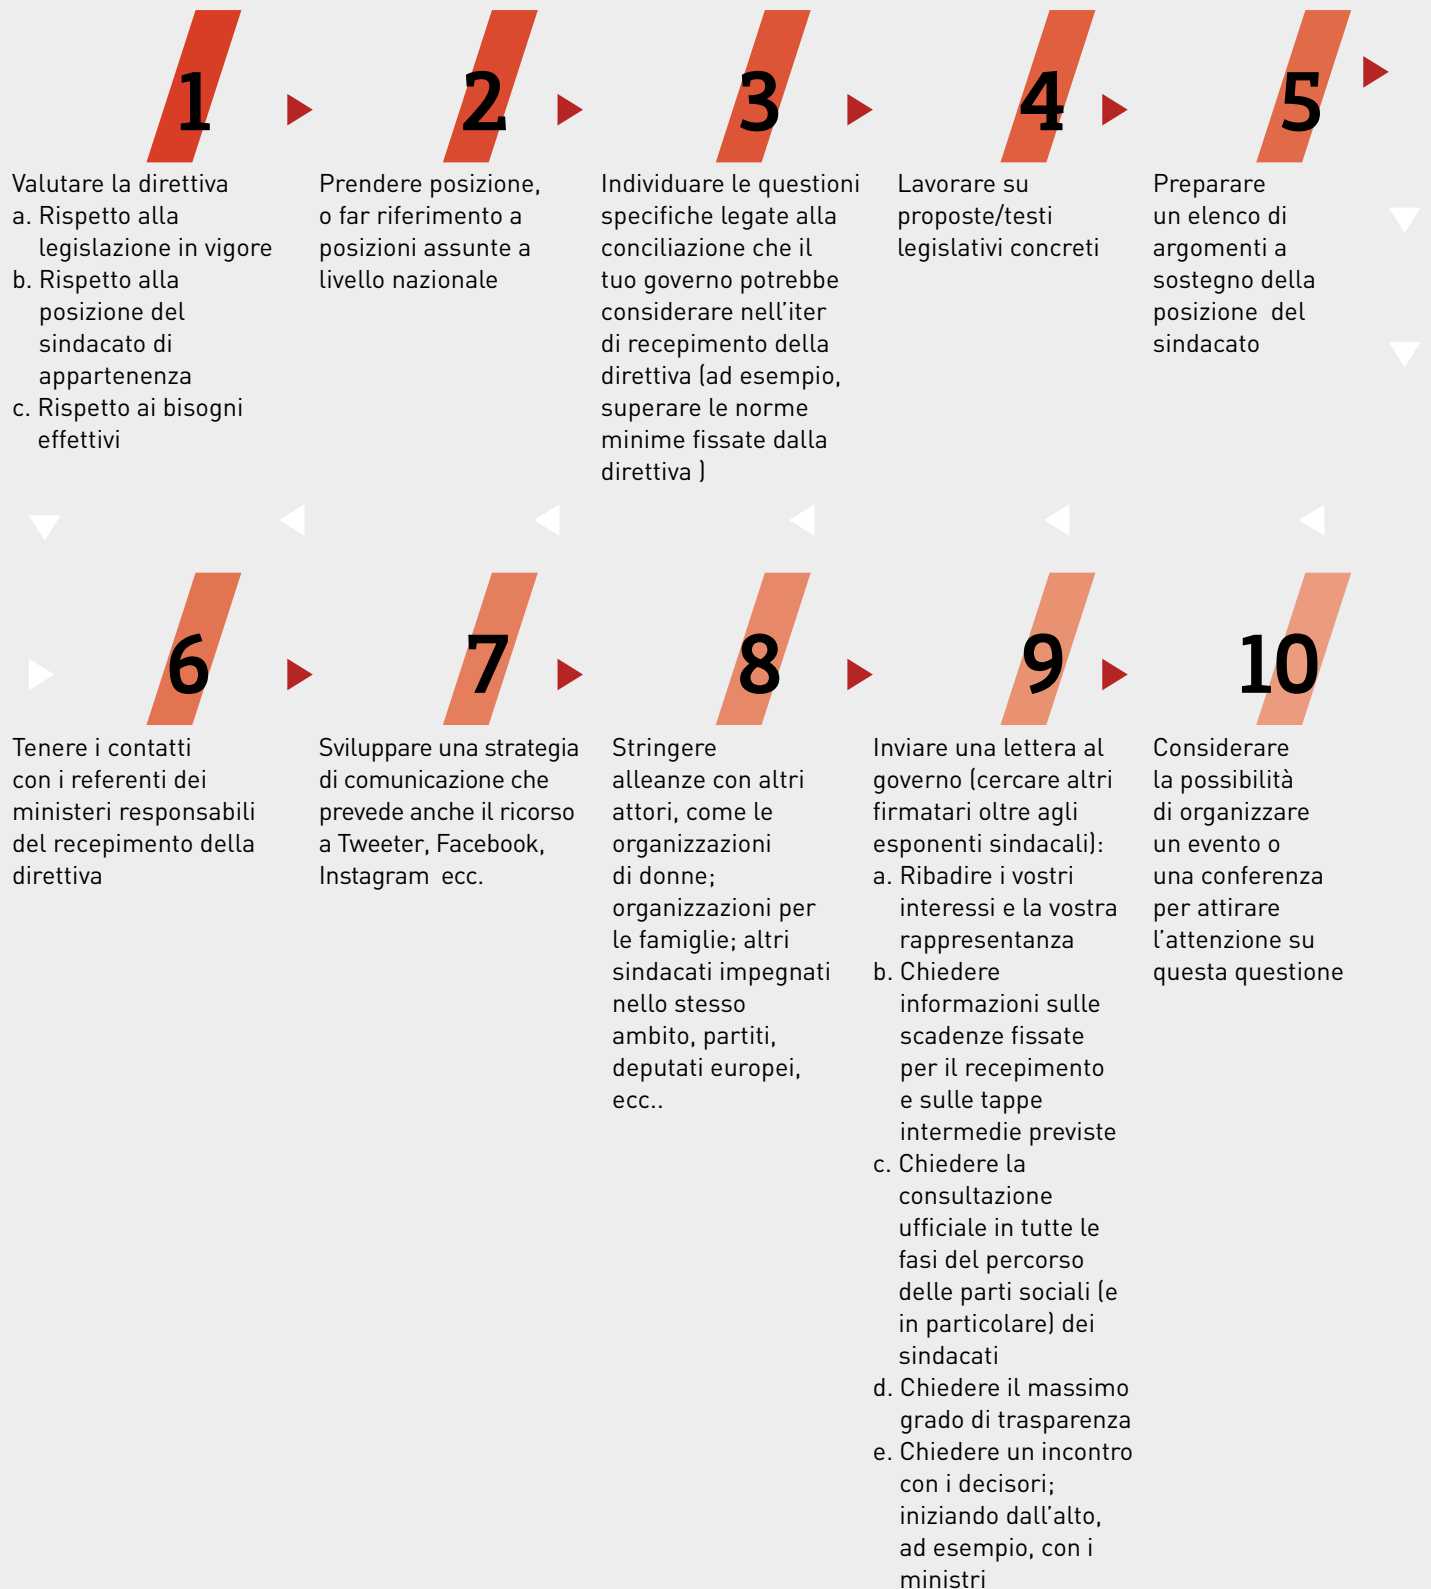 1
Valutare la direttiva
a. Rispetto alla
legislazione in vigore
b. Rispetto alla
posizione del
sindacato di
appartenenza
c. Rispetto ai bisogni
effettivi
2
Prendere posizione,
o far riferimento a
posizioni assunte a
livello nazionale
3
Individuare le questioni
specifiche legate alla
conciliazione che il
tuo governo potrebbe
considerare nell'iter
di recepimento della
direttiva (ad esempio,
superare le norme
minime fissate dalla
direttiva )
4
Lavorare su
proposte/testi
legislativi concreti
5
Preparare
un elenco di
argomenti a
sostegno della
posizione  del
sindacato
6
Tenere i contatti
con i referenti dei
ministeri responsabili
del recepimento della
direttiva
7
Sviluppare una strategia
di comunicazione che
prevede anche il ricorso
a Tweeter, Facebook,
Instagram  ecc.
8
Stringere
alleanze con altri
attori, come le
organizzazioni
di donne;
organizzazioni per
le famiglie; altri
sindacati impegnati
nello stesso
ambito, partiti,
deputati europei,
ecc..
9
Inviare una lettera al
governo (cercare altri
firmatari oltre agli
esponenti sindacali):
a. Ribadire i vostri
interessi e la vostra
rappresentanza
b. Chiedere
informazioni sulle
scadenze fissate
per il recepimento
e sulle tappe
intermedie previste
c. Chiedere la
consultazione
ufficiale in tutte le
fasi del percorso
delle parti sociali (e
in particolare) dei
sindacati
d. Chiedere il massimo
grado di trasparenza
e. Chiedere un incontro
con i decisori;
iniziando dall'alto,
ad esempio, con i
ministri
10
Considerare
la possibilità
di organizzare
un evento o
una conferenza
per attirare
l'attenzione su
questa questione